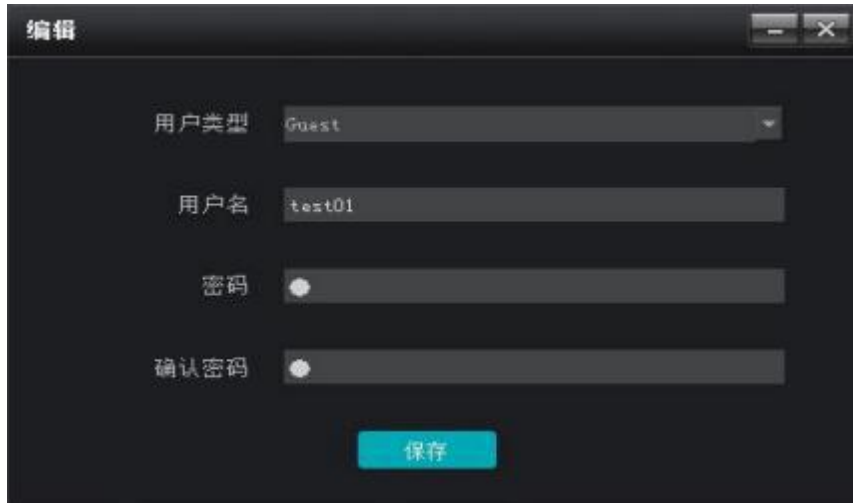 编辑
用户类型 Guest
用户名 test01
密码 ●
确认密码 ●
保存